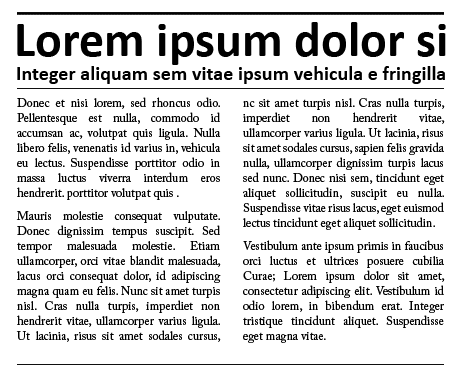 Lorem ipsum dolor si
Integer aliquam sem vitae ipsum vehicula e fringilla
Donec et nisi lorem, sed rhoncus odio.
Pellentesque est nulla, commodo id
accumsan ac, volutpat quis ligula. Nulla
libero felis, venenatis id varius in, vehicula
eu lectus. Suspendisse porttitor odio in
massa luctus viverra interdum eros
hendrerit. porttitor volutpat quis .
Mauris molestie consequat vulputate.
Donec dignissim tempus suscipit. Sed
tempor malesuada molestie. Etiam
ullamcorper, orci vitae blandit malesuada,
lacus orci consequat dolor, id adipiscing
magna quam eu felis. Nunc sit amet turpis
nisl. Cras nulla turpis, imperdiet non
hendrerit vitae, ullamcorper varius ligula.
Ut lacinia, risus sit amet sodales cursus,
nc sit amet turpis nisl. Cras nulla turpis,
imperdiet non hendrerit vitae,
ullamcorper varius ligula. Ut lacinia, risus
sit amet sodales cursus, sapien felis gravida
nulla, ullamcorper dignissim turpis lacus
sed nunc. Donec nisi sem, tincidunt eget
aliquet sollicitudin, suscipit eu nulla.
Suspendisse vitae risus lacus, eget euismod
lectus tincidunt eget aliquet sollicitudin.
Vestibulum ante ipsum primis in faucibus
orci luctus et ultrices posuere cubilia
Curae; Lorem ipsum dolor sit amet,
consectetur adipiscing elit. Vestibulum id
odio lorem, in bibendum erat. Integer
tristique tincidunt aliquet. Suspendisse
eget magna vitae.